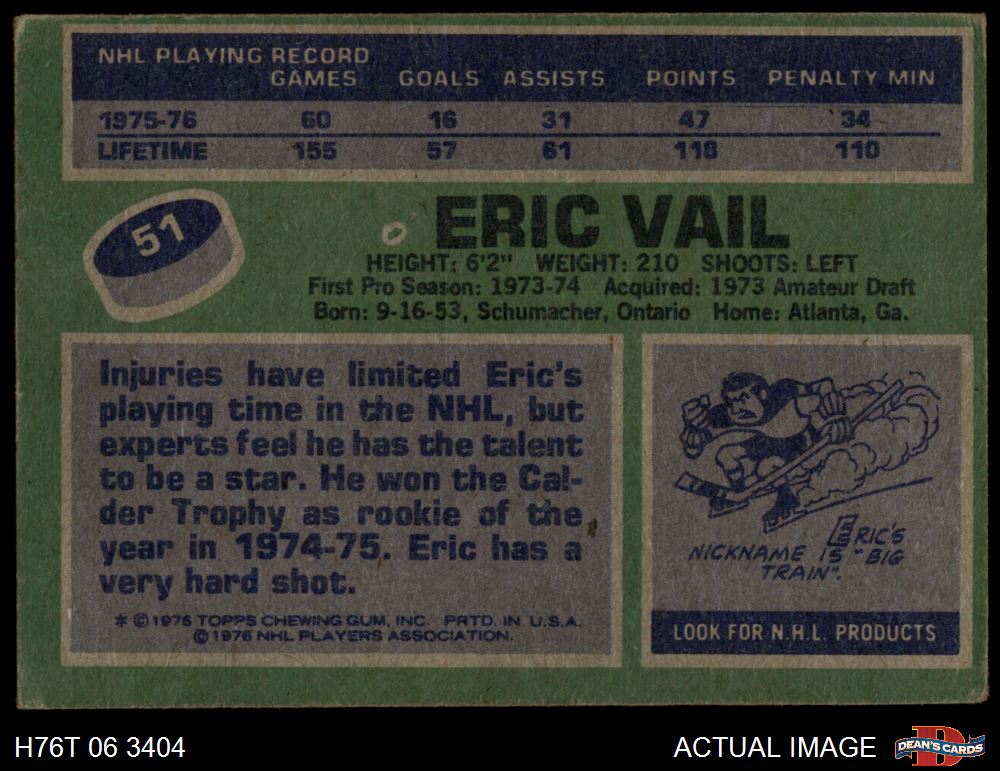 NHL PLAYING RECORD
GAMES GOALS ASSISTS POINTS PENALTY MIN
1975-76 60 16 31 47 34
LIFETIME 155 57 61 118 110
51
ERIC VAIL
HEIGHT: 6'2" WEIGHT: 210 SHOOTS: LEFT
First Pro Season: 1973-74 Acquired: 1973 Amateur Draft
Born: 9-16-53, Schumacher, Ontario Home: Atlanta, Ga.
Injuries have limited Eric's
playing time in the NHL, but
experts feel he has the talent
to be a star. He won the Cal-
der Trophy as rookie of the
year in 1974-75. Eric has a
very hard shot.
* © 1976 TOPPS CHEWING GUM, INC. PRTD. IN U.S.A.
© 1976 NHL PLAYERS ASSOCIATION.
ERIC'S
NICKNAME IS "BIG
TRAIN".
LOOK FOR N.H.L. PRODUCTS
H76T 06 3404
ACTUAL IMAGE
D
DEAN'S CARDS